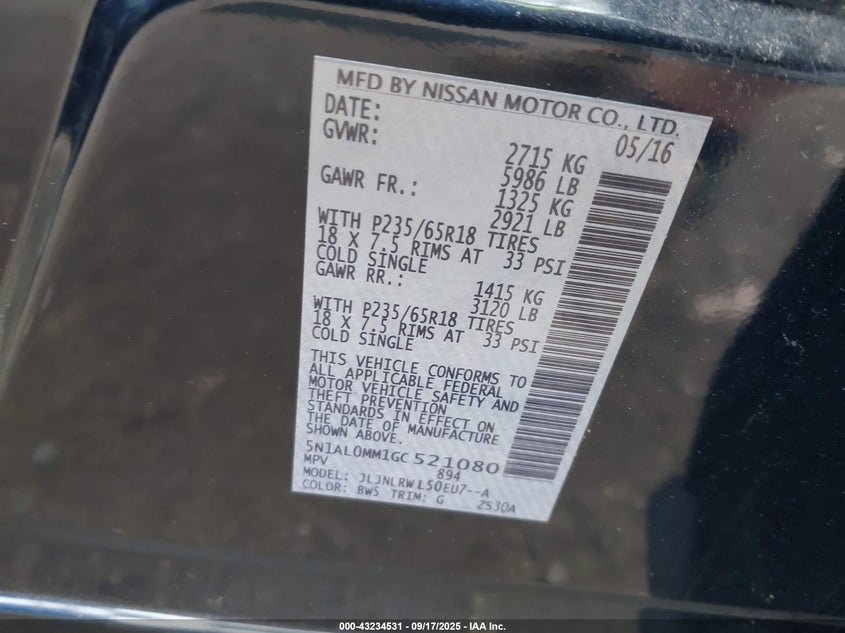 MFD BY NISSAN MOTOR CO., LTD.
DATE: 05/16
GVWR: 2715 KG
5986 LB
GAWR FR.: 1325 KG
2921 LB
WITH P235/65R18 TIRES
18 X 7.5 RIMS AT 33 PSI
COLD SINGLE
GAWR RR.: 1415 KG
3120 LB
WITH P235/65R18 TIRES
18 X 7.5 RIMS AT 33 PSI
COLD SINGLE
THIS VEHICLE CONFORMS TO
ALL APPLICABLE FEDERAL
MOTOR VEHICLE SAFETY AND
THEFT PREVENTION
STANDARDS IN EFFECT ON
THE DATE OF MANUFACTURE
SHOWN ABOVE.
5N1AL0MM1GC521080
MPV 894
MODEL: JLJNLRWL50EU7--A
COLOR: BW5 TRIM: G ZS30A
000-43234531 - 09/17/2025 - IAA Inc.